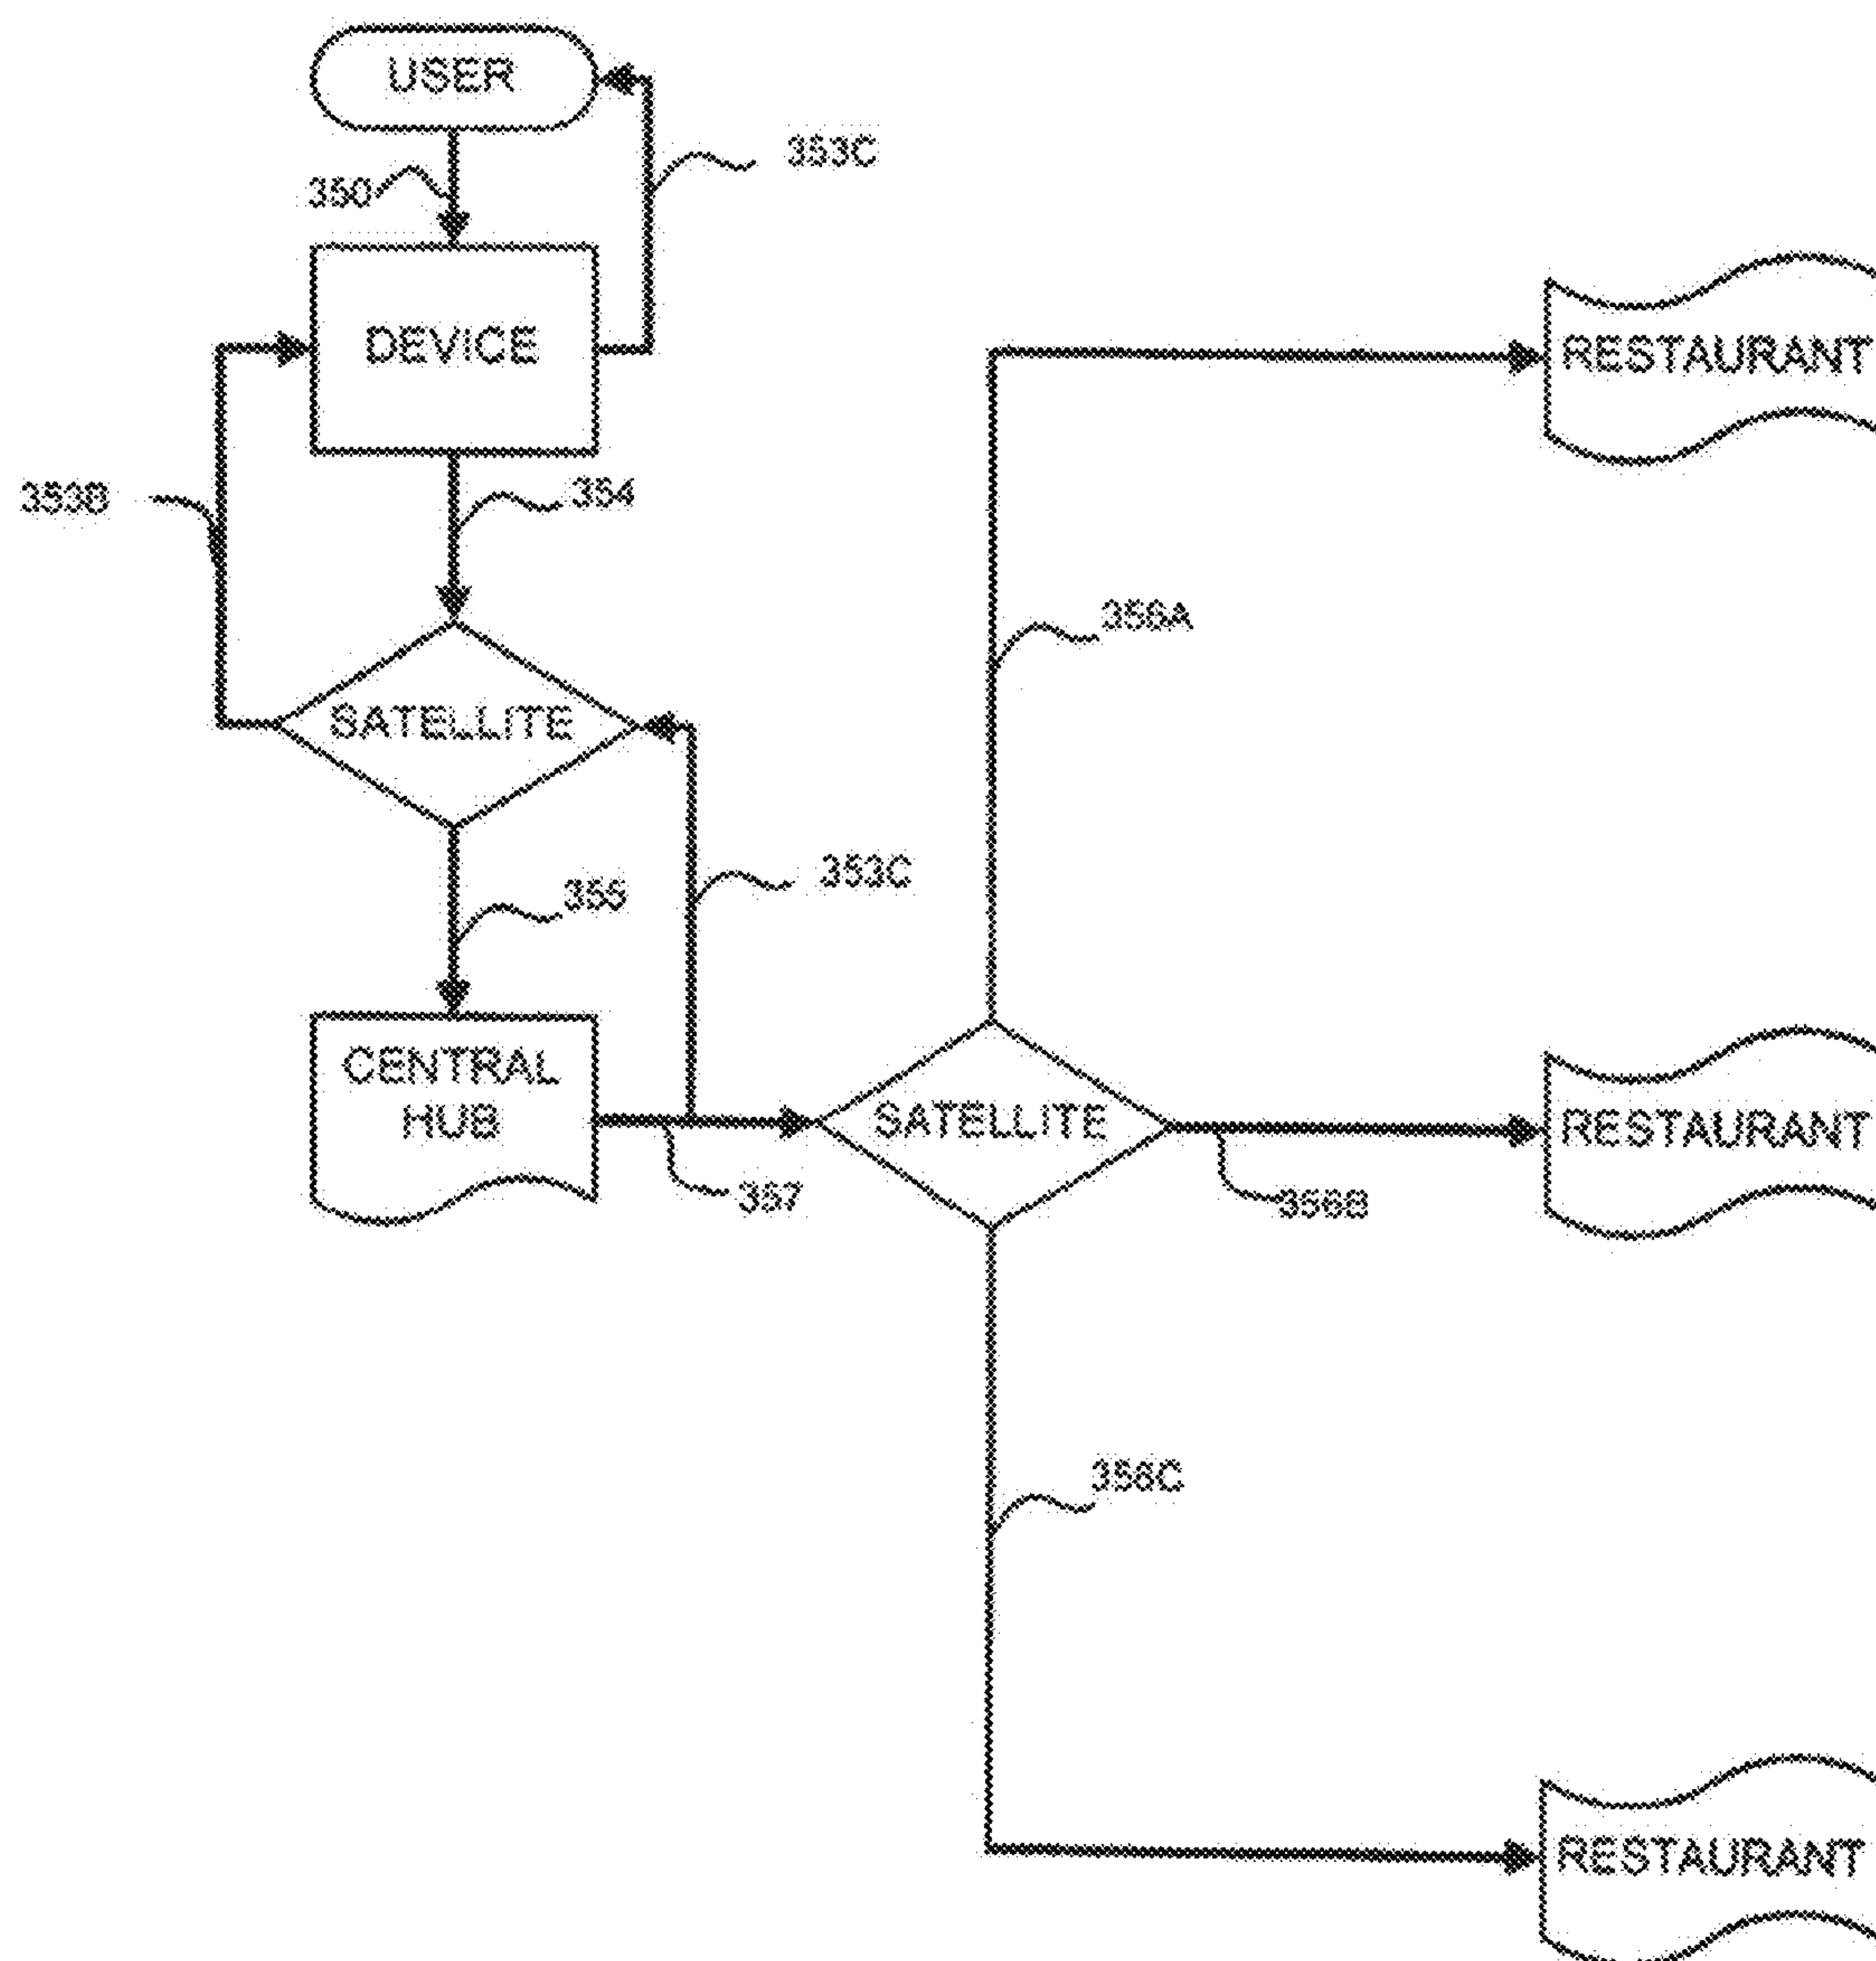 USER
353C
350
DEVICE
RESTAURANT
353B
354
356A
SATELLITE
353C
355
CENTRAL
HUB
SATELLITE
RESTAURANT
357
356B
356C
RESTAURANT